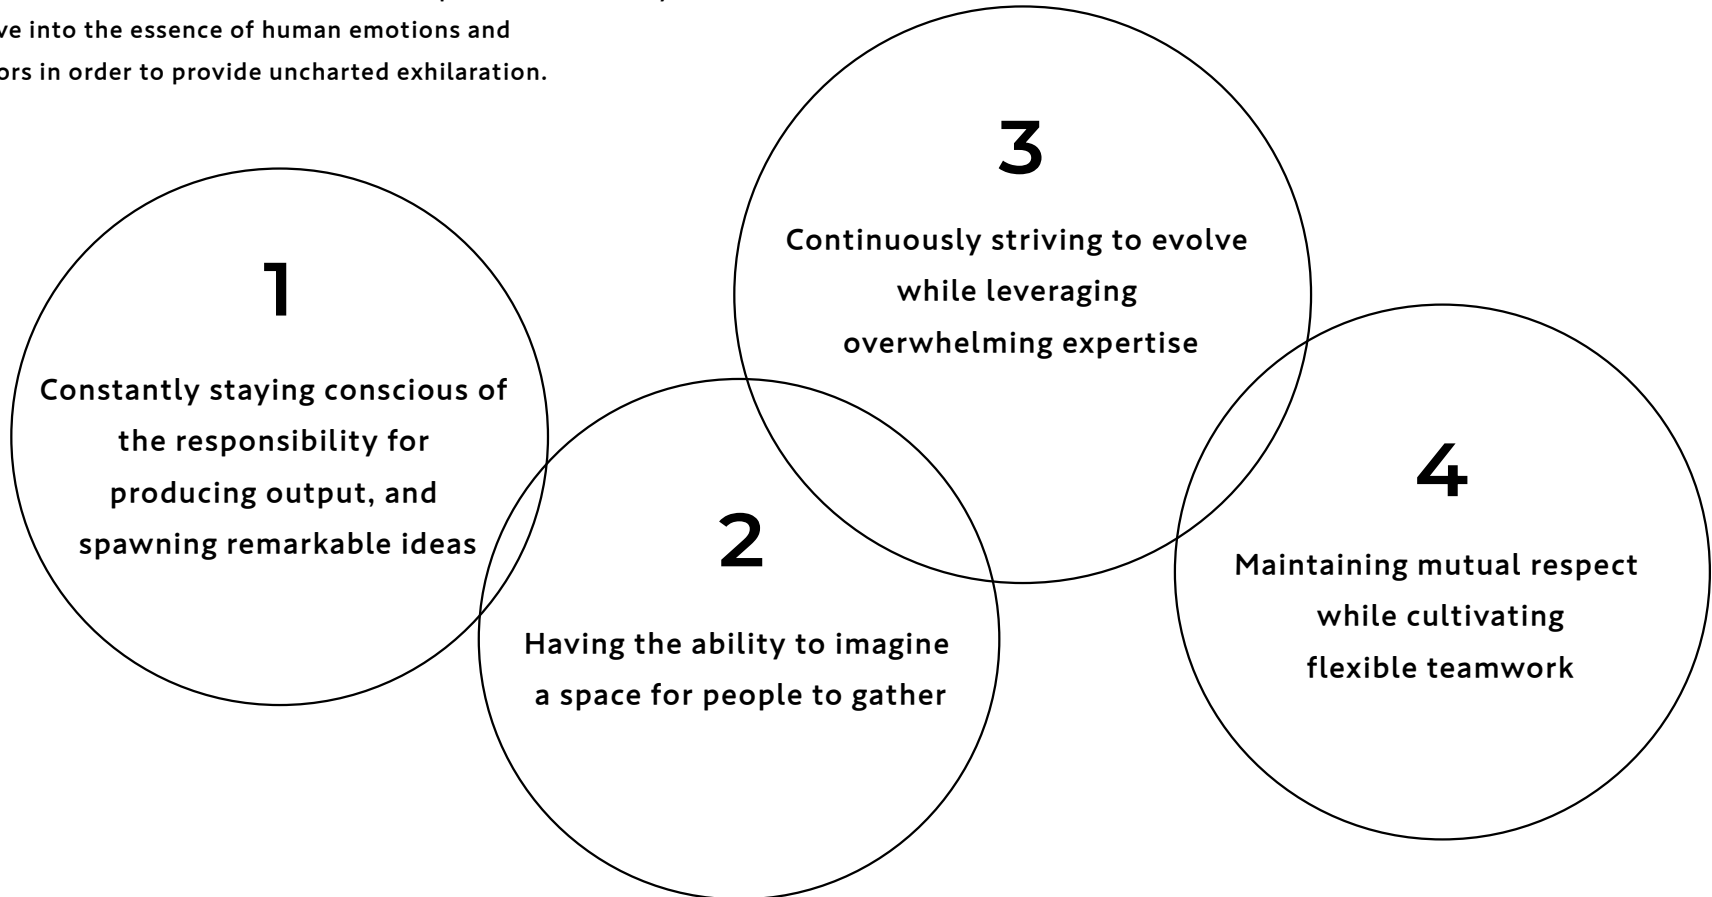 into the essence of human emotions and
in order to provide uncharted exhilaration.
1
Constantly staying conscious of
the responsibility for
producing output, and
spawning remarkable ideas
2
Having the ability to imagine
a space for people to gather
3
Continuously striving to evolve
while leveraging
overwhelming expertise
4
Maintaining mutual respect
while cultivating
flexible teamwork